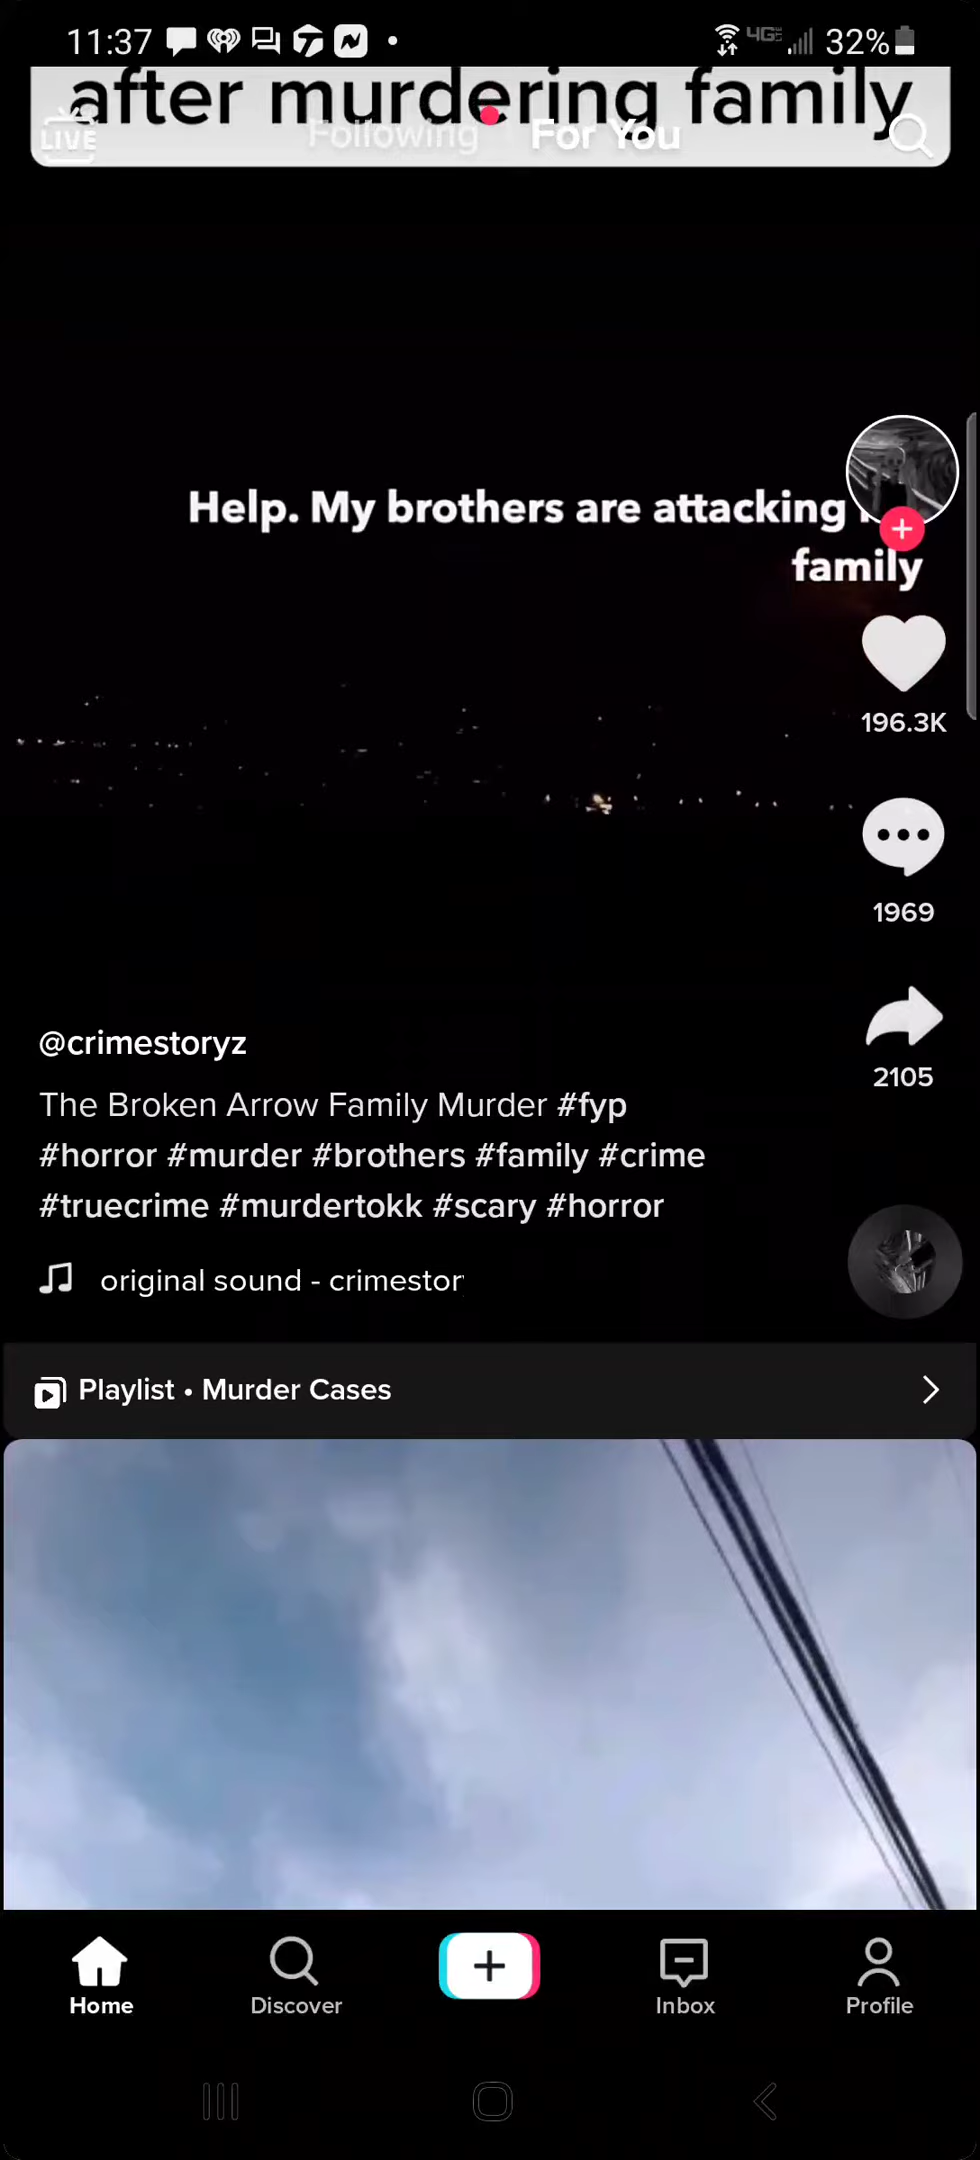 11:37
4G
32%
after murdering family
LIVE
Following
For You
Help. My brothers are attacking
family
196.3K
1969
2105
@crimestoryz
The Broken Arrow Family Murder #fyp
#horror #murder #brothers #family #crime
#truecrime #murdertokk #scary #horror
original sound - crimestor
Playlist • Murder Cases
Home
Discover
Inbox
Profile